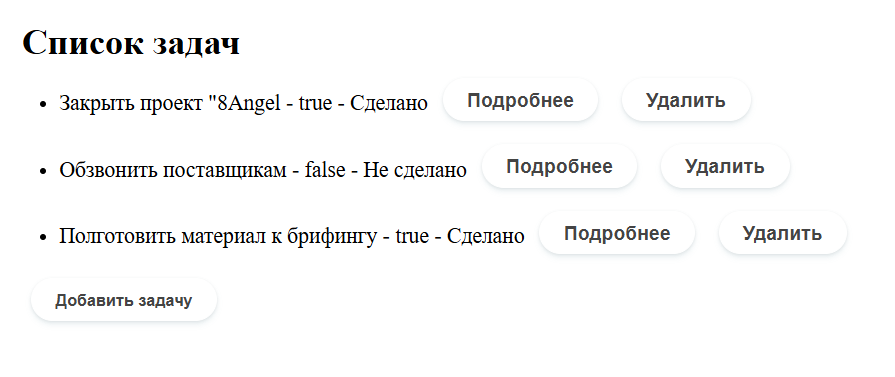 Список задач
Закрыть проект "8Angel - true - Сделано Подробнее Удалить
Обзвонить поставщикам - false - Не сделано Подробнее Удалить
Полготовить материал к брифингу - true - Сделано Подробнее Удалить
Добавить задачу